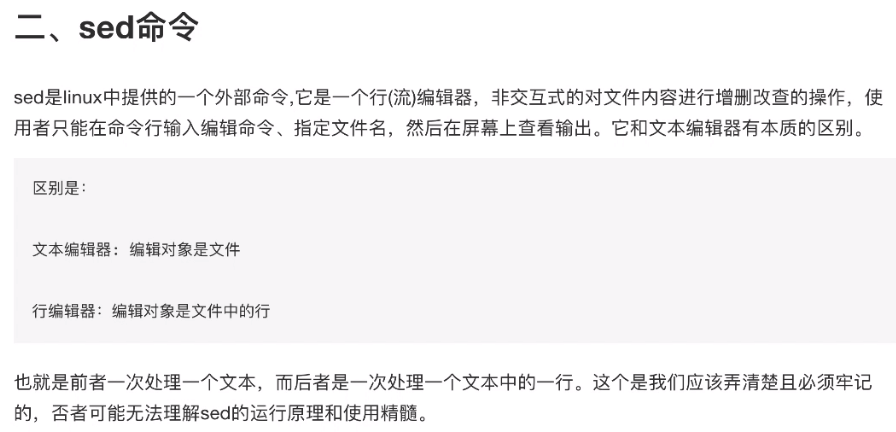 二、sed命令
sed是linux中提供的一个外部命令,它是一个行(流)编辑器，非交互式的对文件内容进行增删改查的操作，使
用者只能在命令行输入编辑命令、指定文件名，然后在屏幕上查看输出。它和文本编辑器有本质的区别。
区别是：
文本编辑器：编辑对象是文件
行编辑器：编辑对象是文件中的行
也就是前者一次处理一个文本，而后者是一次处理一个文本中的一行。这个是我们应该弄清楚且必须牢记
的，否者可能无法理解sed的运行原理和使用精髓。